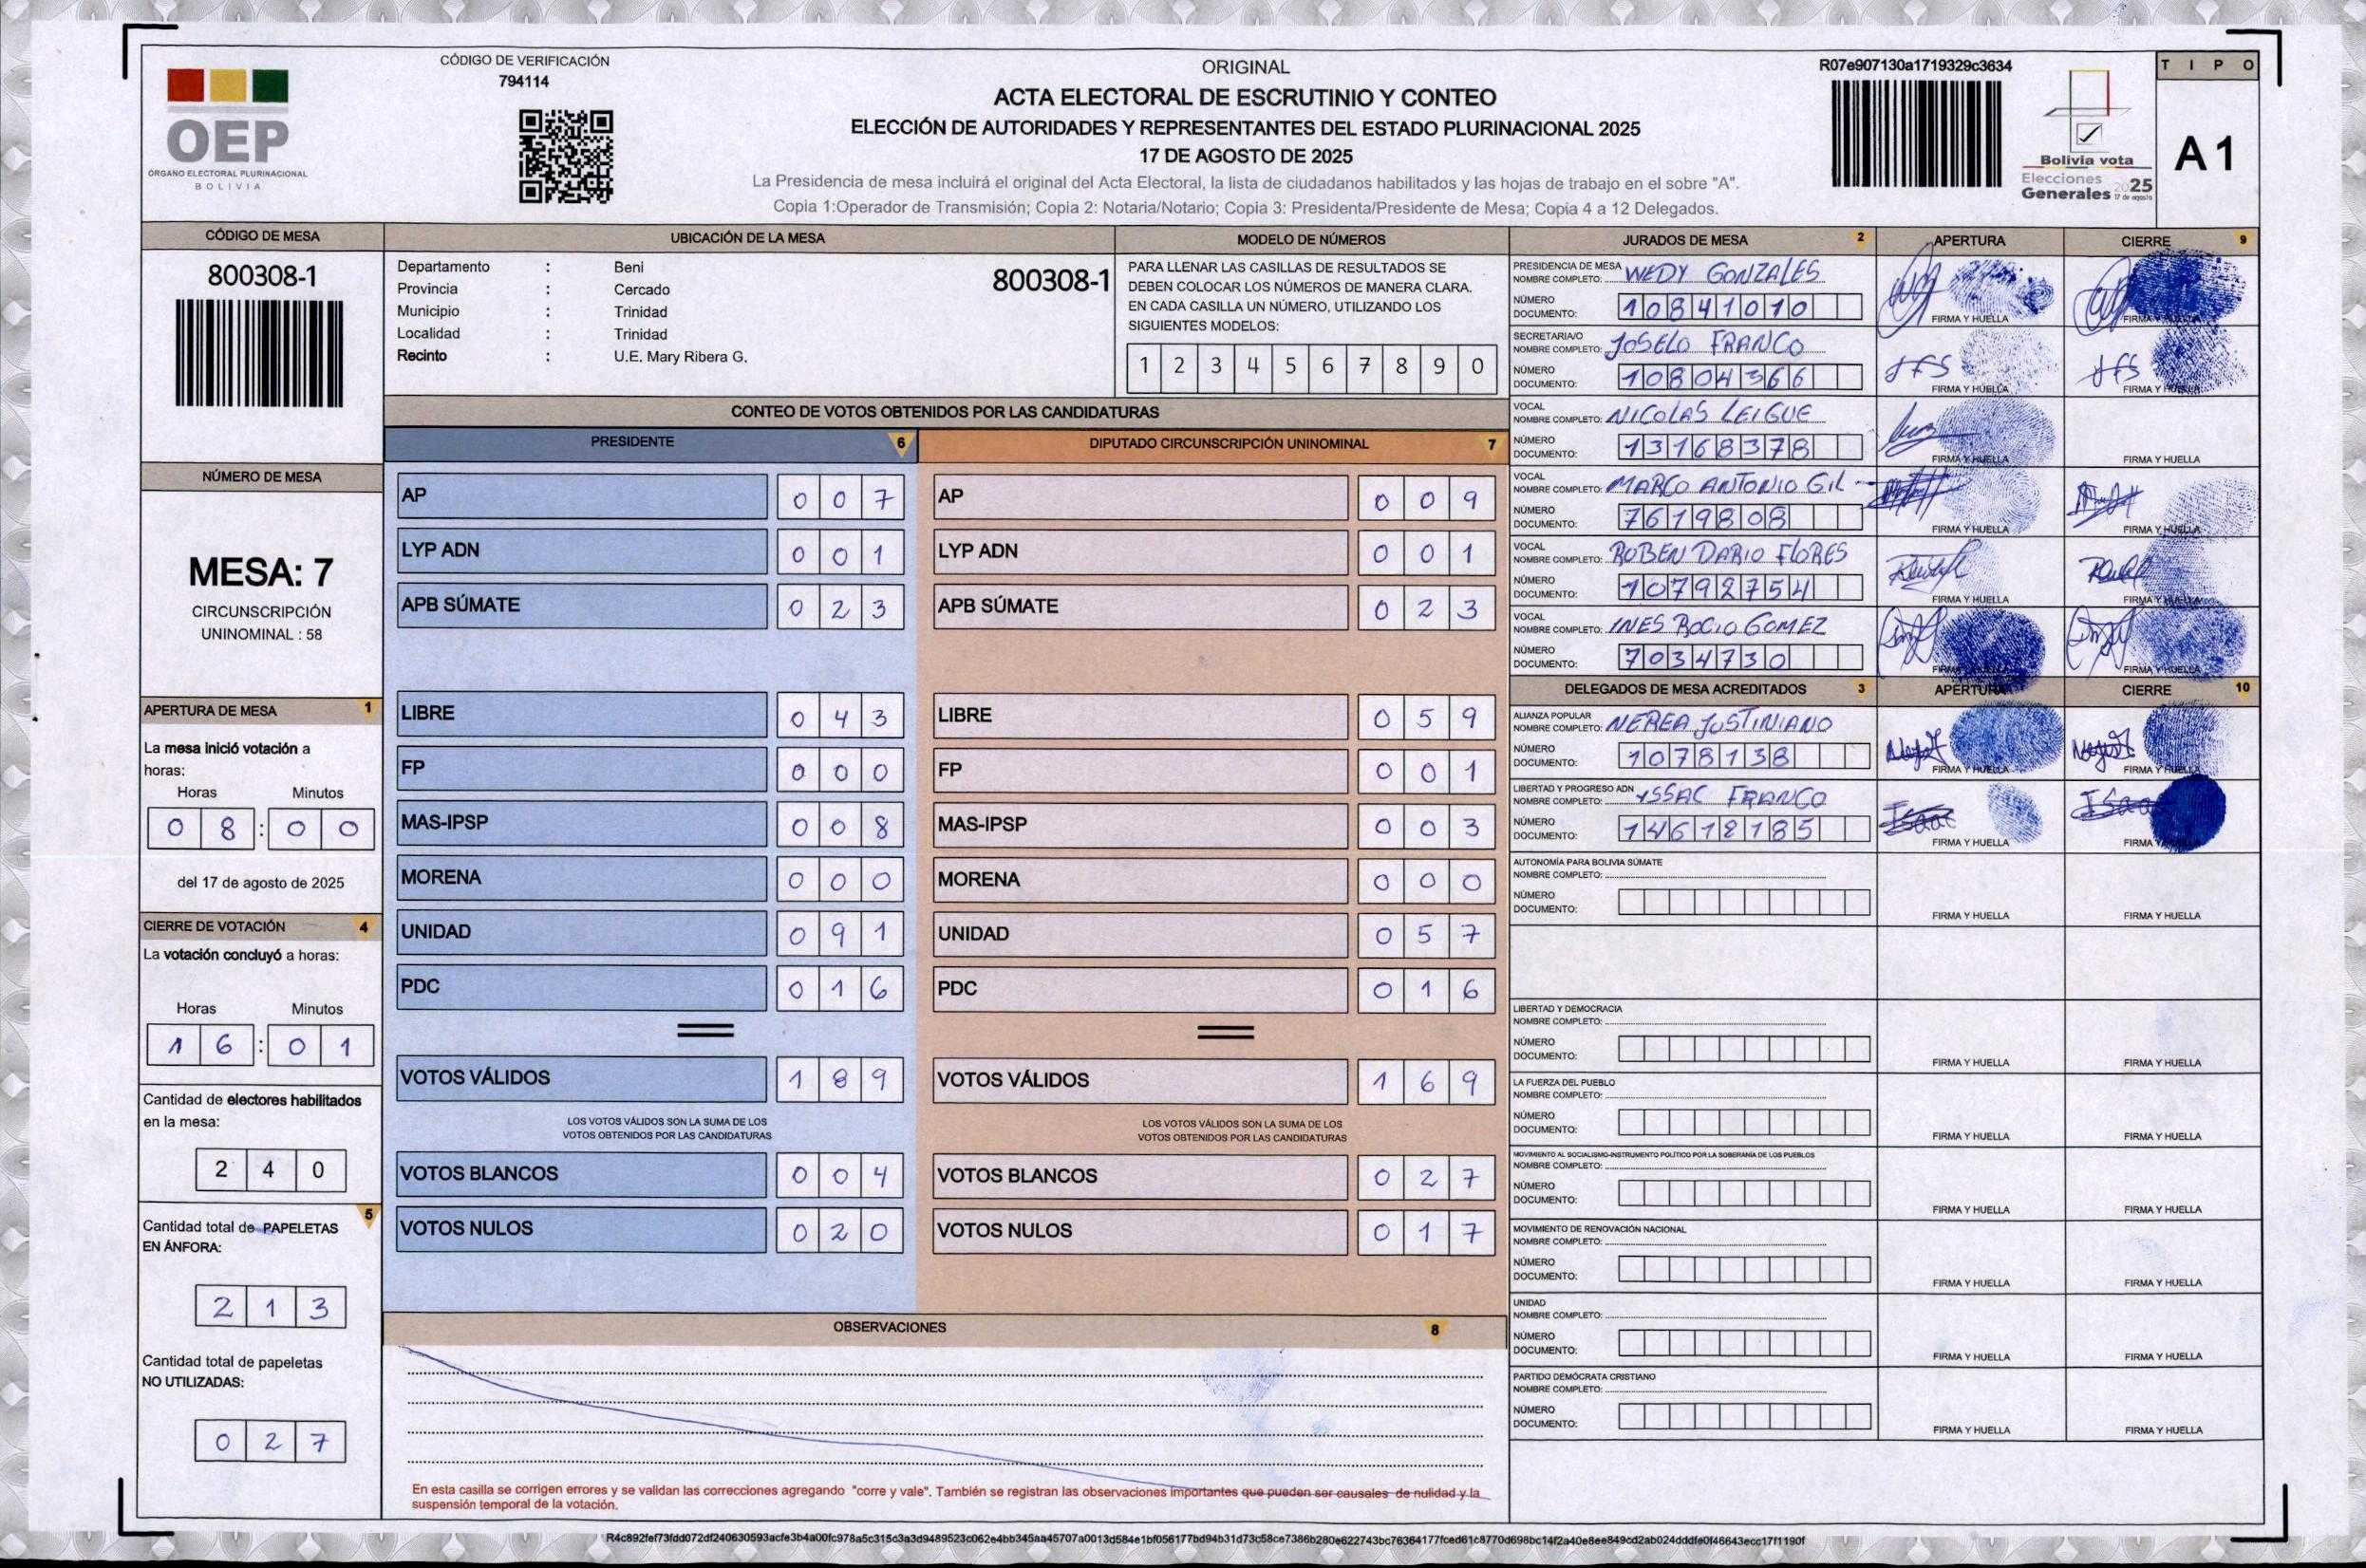 CÓDIGO DE VERIFICACIÓN
794114
OEP
ÓRGANO ELECTORAL PLURINACIONAL
BOLIVIA
ORIGINAL
ACTA ELECTORAL DE ESCRUTINIO Y CONTEO
ELECCIÓN DE AUTORIDADES Y REPRESENTANTES DEL ESTADO PLURINACIONAL 2025
17 DE AGOSTO DE 2025
La Presidencia de mesa incluirá el original del Acta Electoral, la lista de ciudadanos habilitados y las hojas de trabajo en el sobre "A".
Copia 1:Operador de Transmisión; Copia 2: Notaria/Notario; Copia 3: Presidenta/Presidente de Mesa; Copia 4 a 12 Delegados.
R07e907130a1719329c3634
Bolivia vota
Elecciones
Generales 2025
17 de agosto
TIPO
A1
CÓDIGO DE MESA
800308-1
NÚMERO DE MESA
MESA: 7
CIRCUNSCRIPCIÓN
UNINOMINAL : 58
APERTURA DE MESA 1
La mesa inició votación a
horas:
Horas Minutos
0 8 : 0 0
del 17 de agosto de 2025
CIERRE DE VOTACIÓN 4
La votación concluyó a horas:
Horas Minutos
1 6 : 0 1
Cantidad de electores habilitados
en la mesa:
2 4 0
5
Cantidad total de PAPELETAS
EN ÁNFORA:
2 1 3
Cantidad total de papeletas
NO UTILIZADAS:
0 2 7
UBICACIÓN DE LA MESA
Departamento : Beni
800308-1
Provincia : Cercado
Municipio : Trinidad
Localidad : Trinidad
Recinto : U.E. Mary Ribera G.
MODELO DE NÚMEROS
PARA LLENAR LAS CASILLAS DE RESULTADOS SE
DEBEN COLOCAR LOS NÚMEROS DE MANERA CLARA.
EN CADA CASILLA UN NÚMERO, UTILIZANDO LOS
SIGUIENTES MODELOS:
1 2 3 4 5 6 7 8 9 0
CONTEO DE VOTOS OBTENIDOS POR LAS CANDIDATURAS
PRESIDENTE 6
AP 0 0 7
LYP ADN 0 0 1
APB SÚMATE 0 2 3
LIBRE 0 4 3
FP 0 0 0
MAS-IPSP 0 0 8
MORENA 0 0 0
UNIDAD 0 9 1
PDC 0 1 6
=
VOTOS VÁLIDOS 1 8 9
LOS VOTOS VÁLIDOS SON LA SUMA DE LOS
VOTOS OBTENIDOS POR LAS CANDIDATURAS
VOTOS BLANCOS 0 0 4
VOTOS NULOS 0 2 0
DIPUTADO CIRCUNSCRIPCIÓN UNINOMINAL 7
AP 0 0 9
LYP ADN 0 0 1
APB SÚMATE 0 2 3
LIBRE 0 5 9
FP 0 0 1
MAS-IPSP 0 0 3
MORENA 0 0 0
UNIDAD 0 5 7
PDC 0 1 6
=
VOTOS VÁLIDOS 1 6 9
LOS VOTOS VÁLIDOS SON LA SUMA DE LOS
VOTOS OBTENIDOS POR LAS CANDIDATURAS
VOTOS BLANCOS 0 2 7
VOTOS NULOS 0 1 7
OBSERVACIONES 8
En esta casilla se corrigen errores y se validan las correcciones agregando "corre y vale". También se registran las observaciones importantes que pueden ser causales de nulidad y la
suspensión temporal de la votación.
JURADOS DE MESA 2 APERTURA CIERRE 9
PRESIDENCIA DE MESA
NOMBRE COMPLETO: WEDY GONZALES
NÚMERO
DOCUMENTO: 10841010
FIRMA Y HUELLA FIRMA Y HUELLA
SECRETARIA/O
NOMBRE COMPLETO: JOSELO FRANCO
NÚMERO
DOCUMENTO: 10804366
FIRMA Y HUELLA FIRMA Y HUELLA
VOCAL
NOMBRE COMPLETO: NICOLAS LEIGUE
NÚMERO
DOCUMENTO: 13168378
FIRMA Y HUELLA FIRMA Y HUELLA
VOCAL
NOMBRE COMPLETO: MARCO ANTONIO GIL
NÚMERO
DOCUMENTO: 7619808
FIRMA Y HUELLA FIRMA Y HUELLA
VOCAL
NOMBRE COMPLETO: RUBEN DARIO FLORES
NÚMERO
DOCUMENTO: 10792754
FIRMA Y HUELLA FIRMA Y HUELLA
VOCAL
NOMBRE COMPLETO: INES ROCIO GOMEZ
NÚMERO
DOCUMENTO: 7034730
FIRMA Y HUELLA FIRMA Y HUELLA
DELEGADOS DE MESA ACREDITADOS 3 APERTURA CIERRE 10
ALIANZA POPULAR
NOMBRE COMPLETO: NEREA JUSTINIANO
NÚMERO
DOCUMENTO: 1078138
FIRMA Y HUELLA FIRMA Y HUELLA
LIBERTAD Y PROGRESO ADN
NOMBRE COMPLETO: YSSAC FRANCO
NÚMERO
DOCUMENTO: 14618185
FIRMA Y HUELLA FIRMA Y HUELLA
AUTONOMÍA PARA BOLIVIA SÚMATE
NOMBRE COMPLETO:
NÚMERO
DOCUMENTO:
FIRMA Y HUELLA FIRMA Y HUELLA
LIBERTAD Y DEMOCRACIA
NOMBRE COMPLETO:
NÚMERO
DOCUMENTO:
FIRMA Y HUELLA FIRMA Y HUELLA
LA FUERZA DEL PUEBLO
NOMBRE COMPLETO:
NÚMERO
DOCUMENTO:
FIRMA Y HUELLA FIRMA Y HUELLA
MOVIMIENTO AL SOCIALISMO-INSTRUMENTO POLÍTICO POR LA SOBERANÍA DE LOS PUEBLOS
NOMBRE COMPLETO:
NÚMERO
DOCUMENTO:
FIRMA Y HUELLA FIRMA Y HUELLA
MOVIMIENTO DE RENOVACIÓN NACIONAL
NOMBRE COMPLETO:
NÚMERO
DOCUMENTO:
FIRMA Y HUELLA FIRMA Y HUELLA
UNIDAD
NOMBRE COMPLETO:
NÚMERO
DOCUMENTO:
FIRMA Y HUELLA FIRMA Y HUELLA
PARTIDO DEMÓCRATA CRISTIANO
NOMBRE COMPLETO:
NÚMERO
DOCUMENTO:
FIRMA Y HUELLA FIRMA Y HUELLA